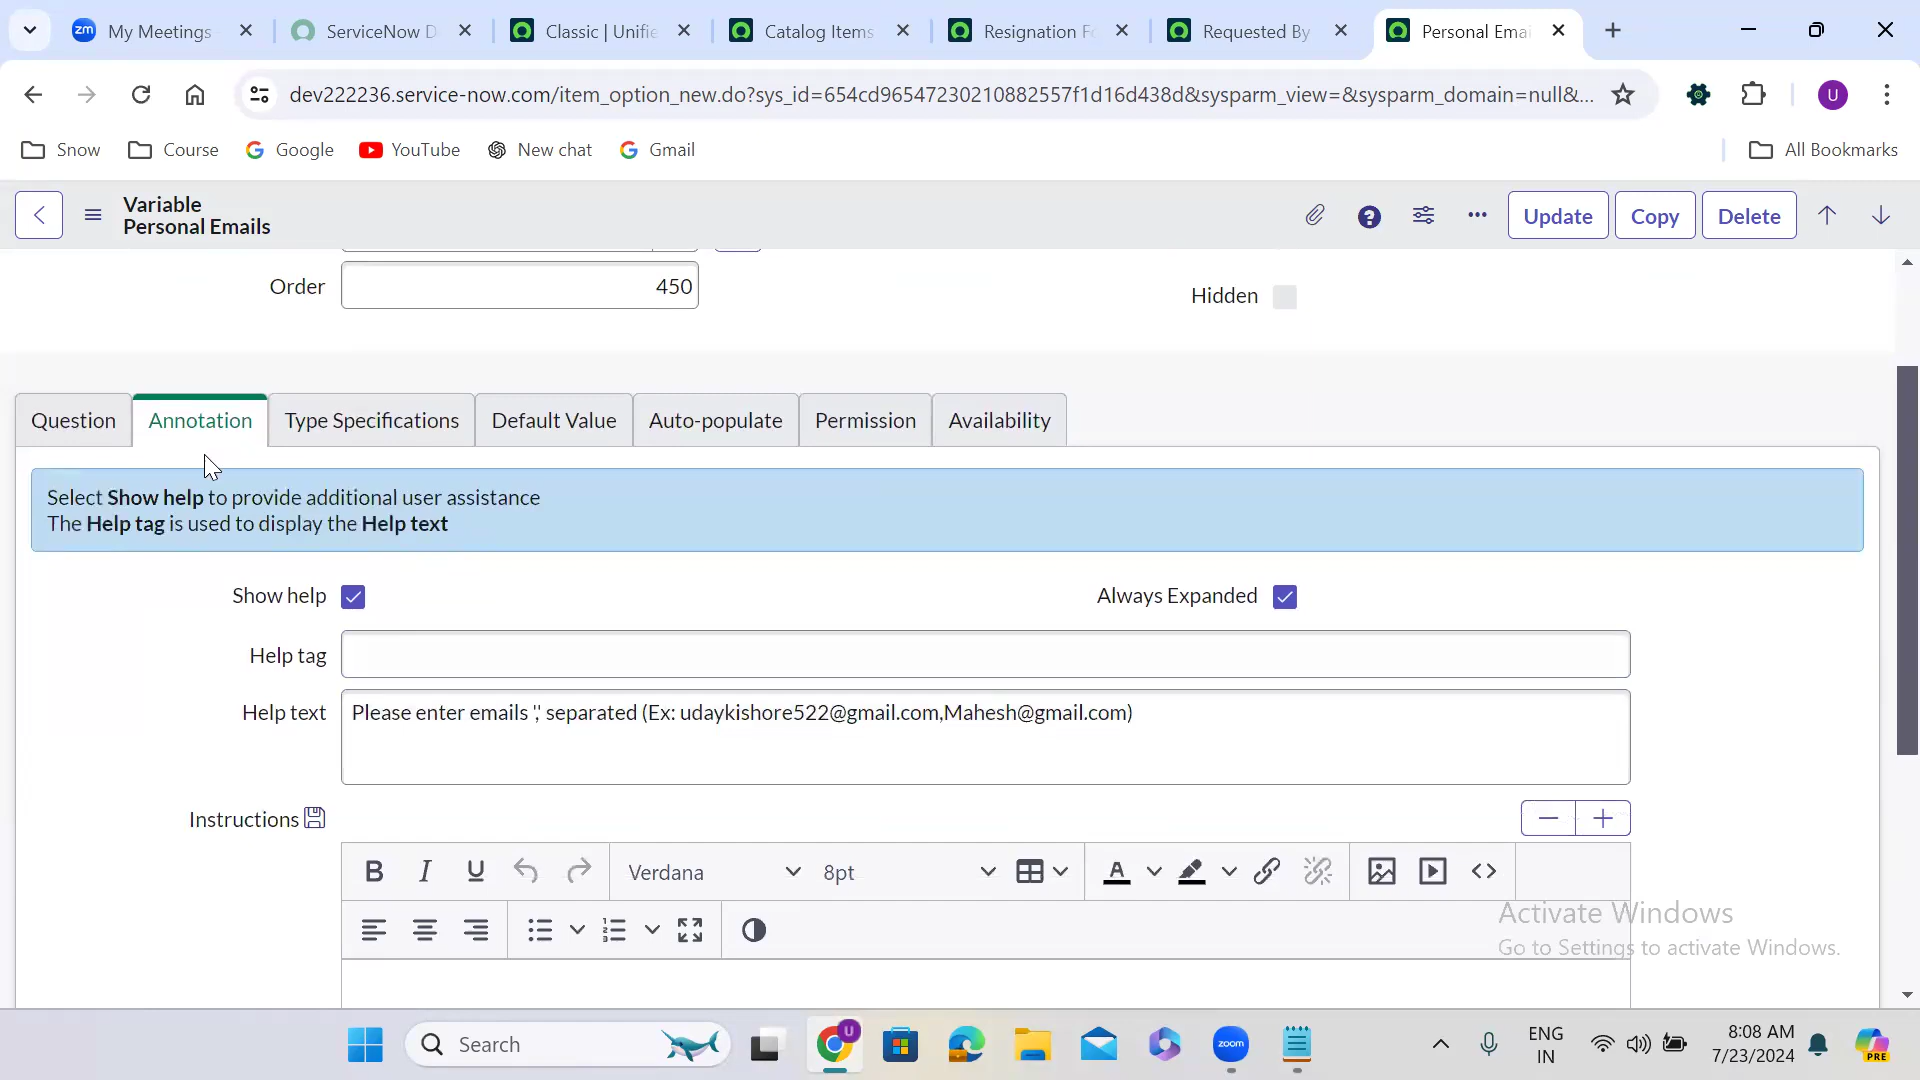 My Meetings
ServiceNow D
Classic | Unifie
Catalog Items
Resignation Fo
Requested By
Personal Emai
dev222236.service-now.com/item_option_new.do?sys_id=654cd96547230210882557f1d16d438d&sysparm_view=&sysparm_domain=null&...
U
Snow
Course
Google
YouTube
New chat
Gmail
All Bookmarks
Variable
Personal Emails
Update
Copy
Delete
Order
450
Hidden
Question
Annotation
Type Specifications
Default Value
Auto-populate
Permission
Availability
Select Show help to provide additional user assistance
The Help tag is used to display the Help text
Show help
Always Expanded
Help tag
Help text
Please enter emails ',' separated (Ex: udaykishore522@gmail.com,Mahesh@gmail.com)
Instructions
B I U
Verdana
8pt
A
Activate Windows
Go to Settings to activate Windows.
Search
U
zoom
ENG
IN
8:08 AM
7/23/2024
PRE